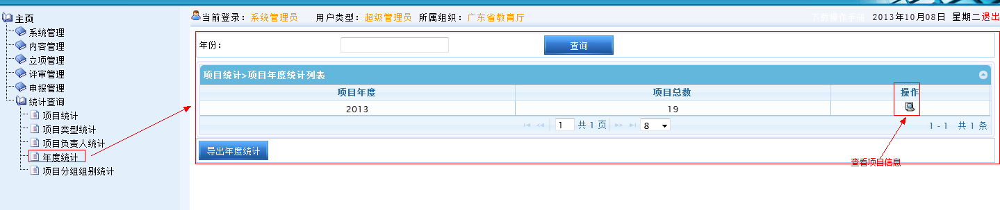 主页
系统管理
内容管理
立项管理
评审管理
申报管理
统计查询
项目统计
项目类型统计
项目负责人统计
年度统计
项目分组组别统计
当前登录：系统管理员 用户类型：超级管理员 所属组织：广东省教育厅 下载操作手册 2013年10月08日 星期二 退出
年份： 查询
项目统计>项目年度统计列表
项目年度 项目总数 操作
2013 19
1 共 1 页 8 1 - 1 共 1 条
导出年度统计
查看项目信息